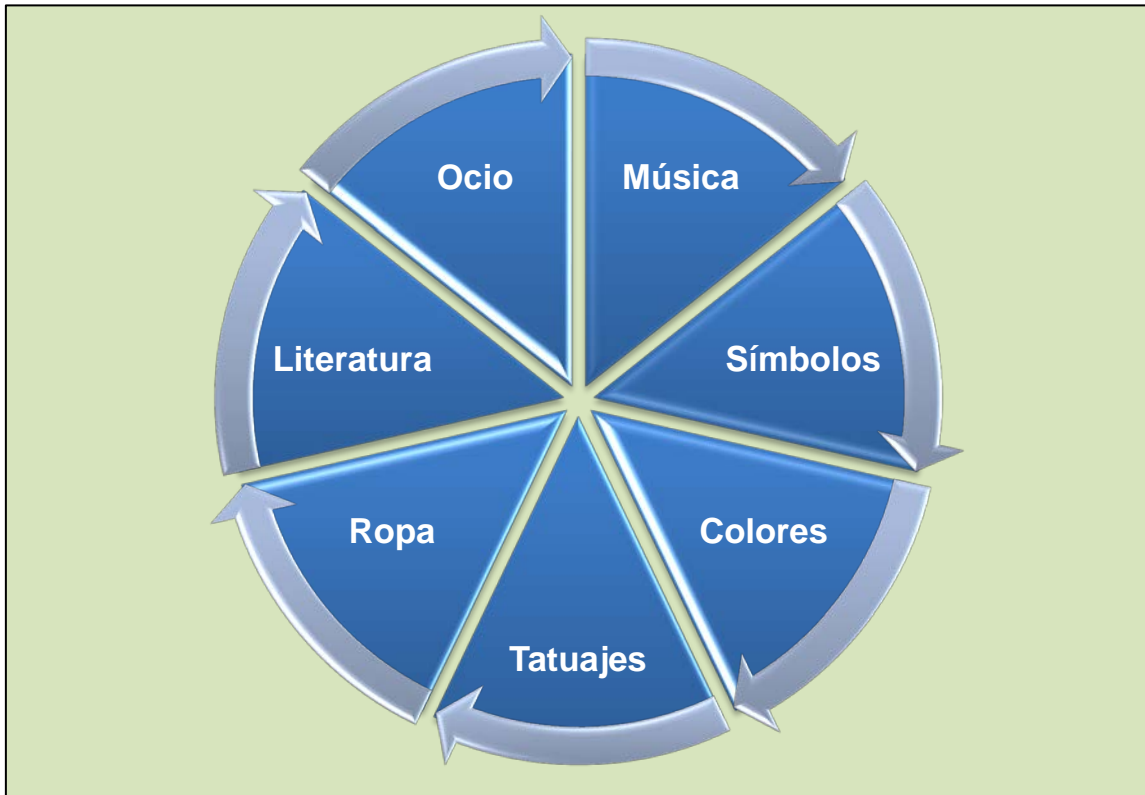 Ocio
Música
Literatura
Símbolos
Ropa
Colores
Tatuajes